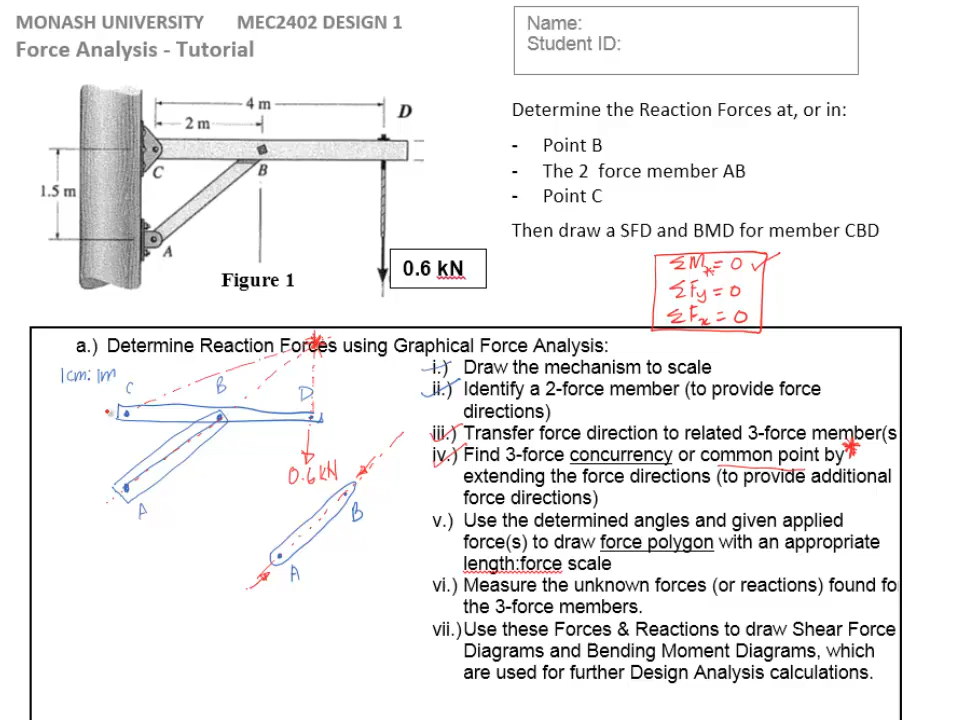 MONASH UNIVERSITY MEC2402 DESIGN 1
Force Analysis - Tutorial
Name:
Student ID:
4 m
D
2 m
C
B
1.5 m
A
0.6 kN
Figure 1
Determine the Reaction Forces at, or in:
- Point B
- The 2 force member AB
- Point C
Then draw a SFD and BMD for member CBD
ΣM* = 0 ✓
ΣFy = 0
ΣFx = 0
a.) Determine Reaction Forces using Graphical Force Analysis:
1cm: 1m
C B D
A
0.6 kN
B
A
i.) Draw the mechanism to scale
ii.) Identify a 2-force member (to provide force
directions)
iii.) Transfer force direction to related 3-force member(s
iv.) Find 3-force concurrency or common point by *
extending the force directions (to provide additional
force directions)
v.) Use the determined angles and given applied
force(s) to draw force polygon with an appropriate
length:force scale
vi.) Measure the unknown forces (or reactions) found fo
the 3-force members.
vii.) Use these Forces & Reactions to draw Shear Force
Diagrams and Bending Moment Diagrams, which
are used for further Design Analysis calculations.